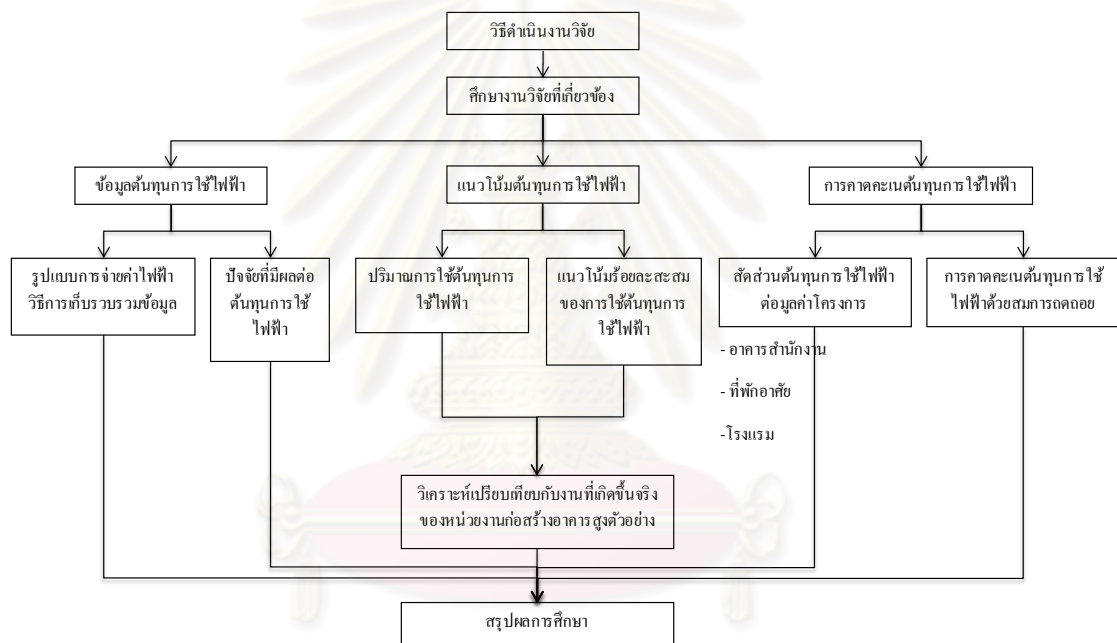 วิธีดำเนินงานวิจัย
ศึกษางานวิจัยที่เกี่ยวข้อง
ข้อมูลต้นทุนการใช้ไฟฟ้า
แนวโน้มต้นทุนการใช้ไฟฟ้า
การคาดคะเนต้นทุนการใช้ไฟฟ้า
รูปแบบการจ่ายค่าไฟฟ้า
วิธีการเก็บรวบรวมข้อมูล
ปัจจัยที่มีผลต่อ
ต้นทุนการใช้
ไฟฟ้า
ปริมาณการใช้ต้นทุนการ
ใช้ไฟฟ้า
แนวโน้มร้อยละสะสม
ของการใช้ต้นทุนการ
ใช้ไฟฟ้า
สัดส่วนต้นทุนการใช้ไฟฟ้า
ต่อมูลค่าโครงการ
การคาดคะเนต้นทุนการใช้
ไฟฟ้าด้วยสมการถดถอย
- อาคารสำนักงาน
- ที่พักอาศัย
-โรงแรม
วิเคราะห์เปรียบเทียบกับงานที่เกิดขึ้นจริง
ของหน่วยงานก่อสร้างอาคารสูงตัวอย่าง
สรุปผลการศึกษา